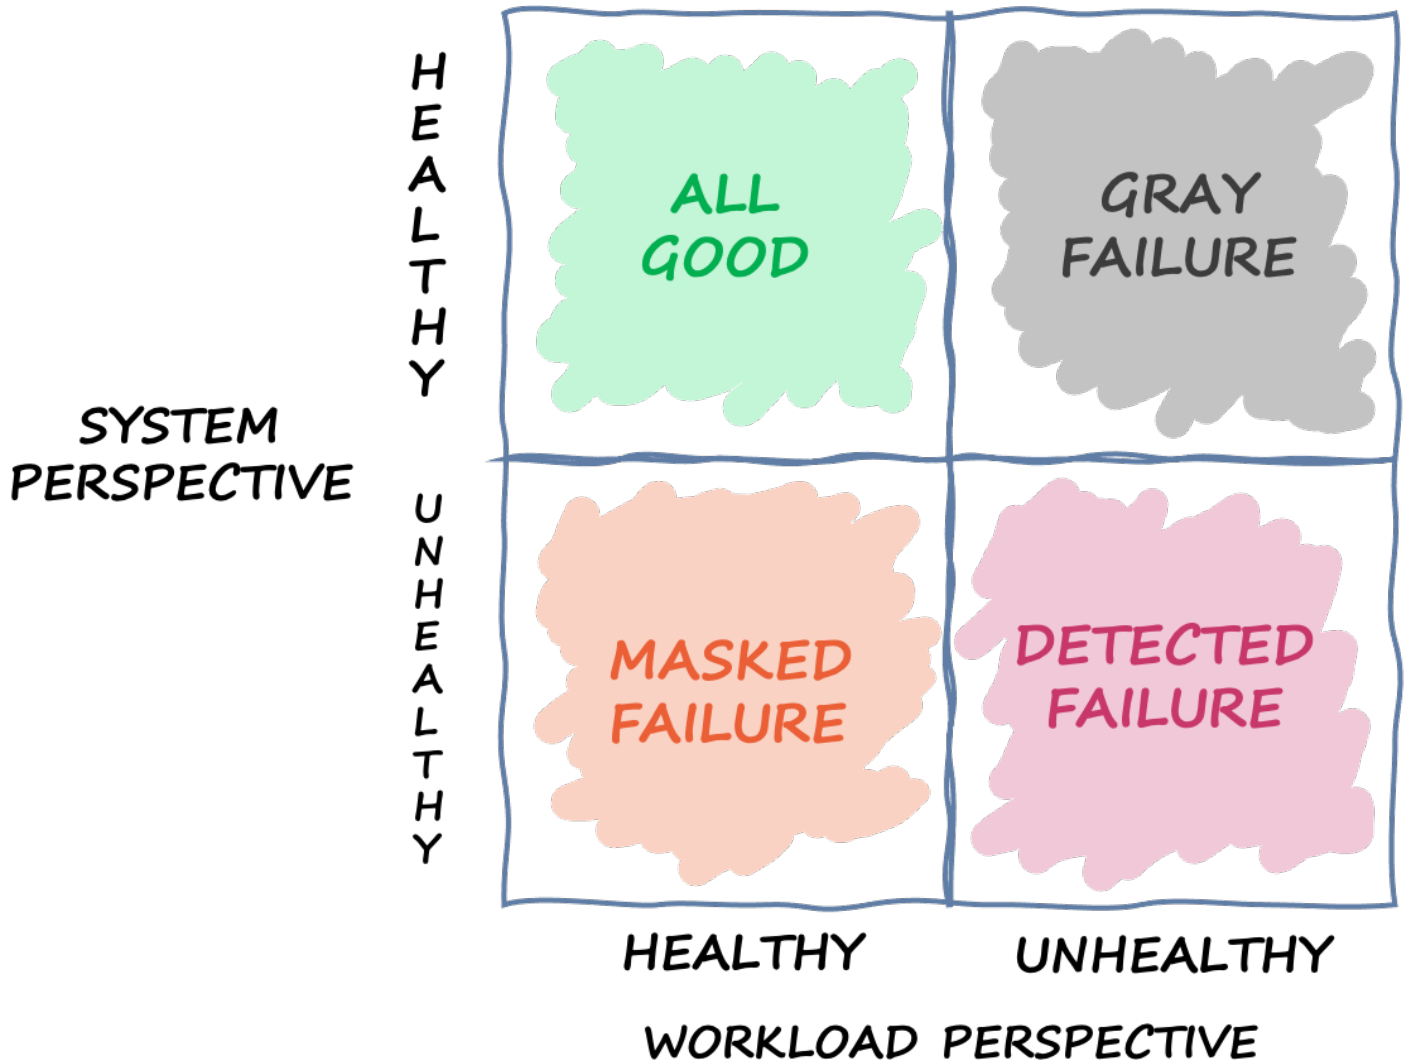 HEALTHY
ALL
GOOD
GRAY
FAILURE
SYSTEM
PERSPECTIVE
UNHEALTHY
MASKED
FAILURE
DETECTED
FAILURE
HEALTHY
UNHEALTHY
WORKLOAD PERSPECTIVE